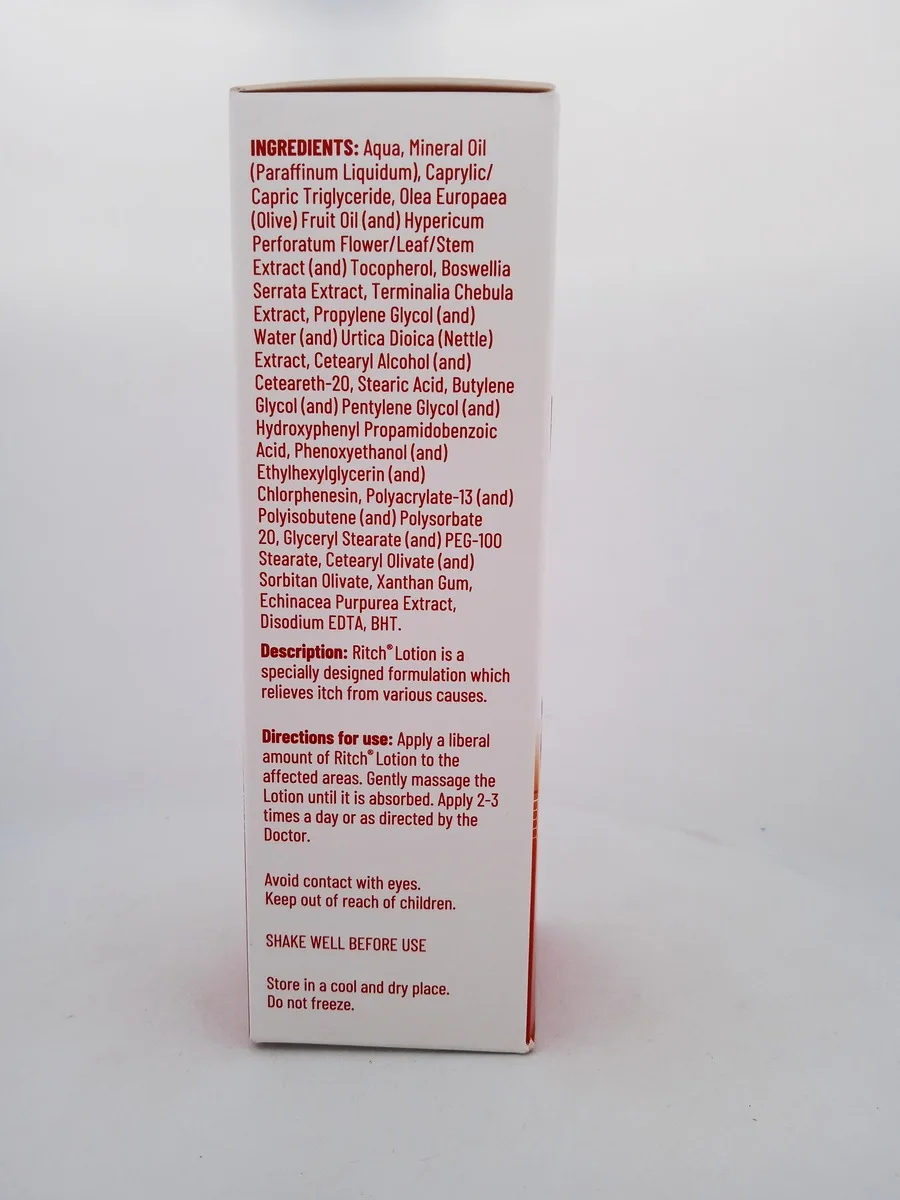 INGREDIENTS: Aqua, Mineral Oil
(Paraffinum Liquidum), Caprylic/
Capric Triglyceride, Olea Europaea
(Olive) Fruit Oil (and) Hypericum
Perforatum Flower/Leaf/Stem
Extract (and) Tocopherol, Boswellia
Serrata Extract, Terminalia Chebula
Extract, Propylene Glycol (and)
Water (and) Urtica Dioica (Nettle)
Extract, Cetearyl Alcohol (and)
Ceteareth-20, Stearic Acid, Butylene
Glycol (and) Pentylene Glycol (and)
Hydroxyphenyl Propamidobenzoic
Acid, Phenoxyethanol (and)
Ethylhexylglycerin (and)
Chlorphenesin, Polyacrylate-13 (and)
Polyisobutene (and) Polysorbate
20, Glyceryl Stearate (and) PEG-100
Stearate, Cetearyl Olivate (and)
Sorbitan Olivate, Xanthan Gum,
Echinacea Purpurea Extract,
Disodium EDTA, BHT.
Description: Ritch® Lotion is a
specially designed formulation which
relieves itch from various causes.
Directions for use: Apply a liberal
amount of Ritch® Lotion to the
affected areas. Gently massage the
Lotion until it is absorbed. Apply 2-3
times a day or as directed by the
Doctor.
Avoid contact with eyes.
Keep out of reach of children.
SHAKE WELL BEFORE USE
Store in a cool and dry place.
Do not freeze.